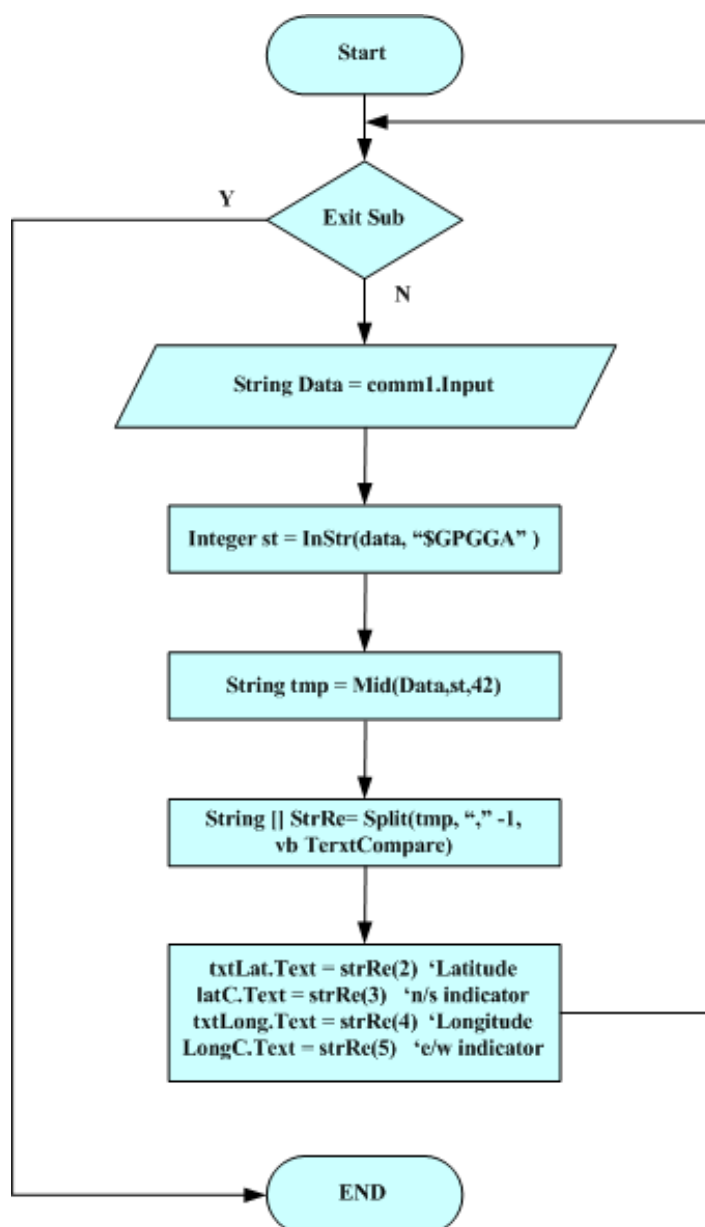 Start
Y
Exit Sub
N
String Data = comm1.Input
Integer st = InStr(data, “$GPGGA” )
String tmp = Mid(Data,st,42)
String [] StrRe= Split(tmp, “,” -1,
vb TerxtCompare)
txtLat.Text = strRe(2) ‘Latitude
latC.Text = strRe(3) ‘n/s indicator
txtLong.Text = strRe(4) ‘Longitude
LongC.Text = strRe(5) ‘e/w indicator
END